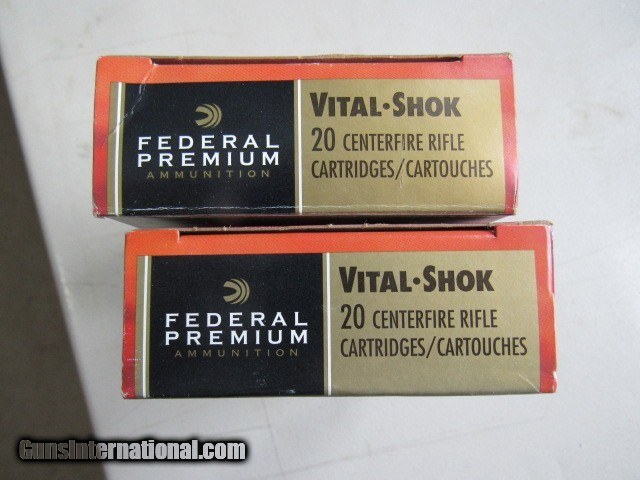 FEDERAL
PREMIUM
AMMUNITION
VITAL•SHOK
20 CENTERFIRE RIFLE
CARTRIDGES/CARTOUCHES
FEDERAL
PREMIUM
AMMUNITION
VITAL•SHOK
20 CENTERFIRE RIFLE
CARTRIDGES/CARTOUCHES
GunsInternational.com